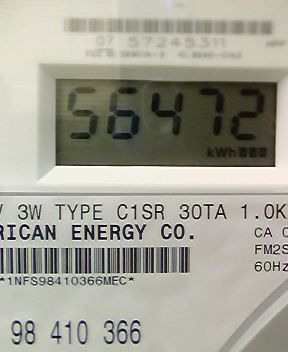 07 57245311
56472
kWh
V 3W TYPE C1SR 30TA 1.0K
RICAN ENERGY CO.
CA 0
FM2S
60Hz
*1NFS98410366MEC*
98 410 366